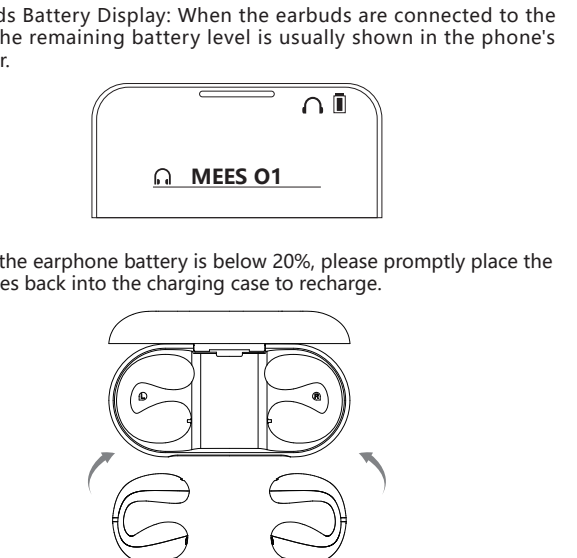 ds Battery Display: When the earbuds are connected to the
he remaining battery level is usually shown in the phone's
r.
MEES O1
the earphone battery is below 20%, please promptly place the
es back into the charging case to recharge.
L
R